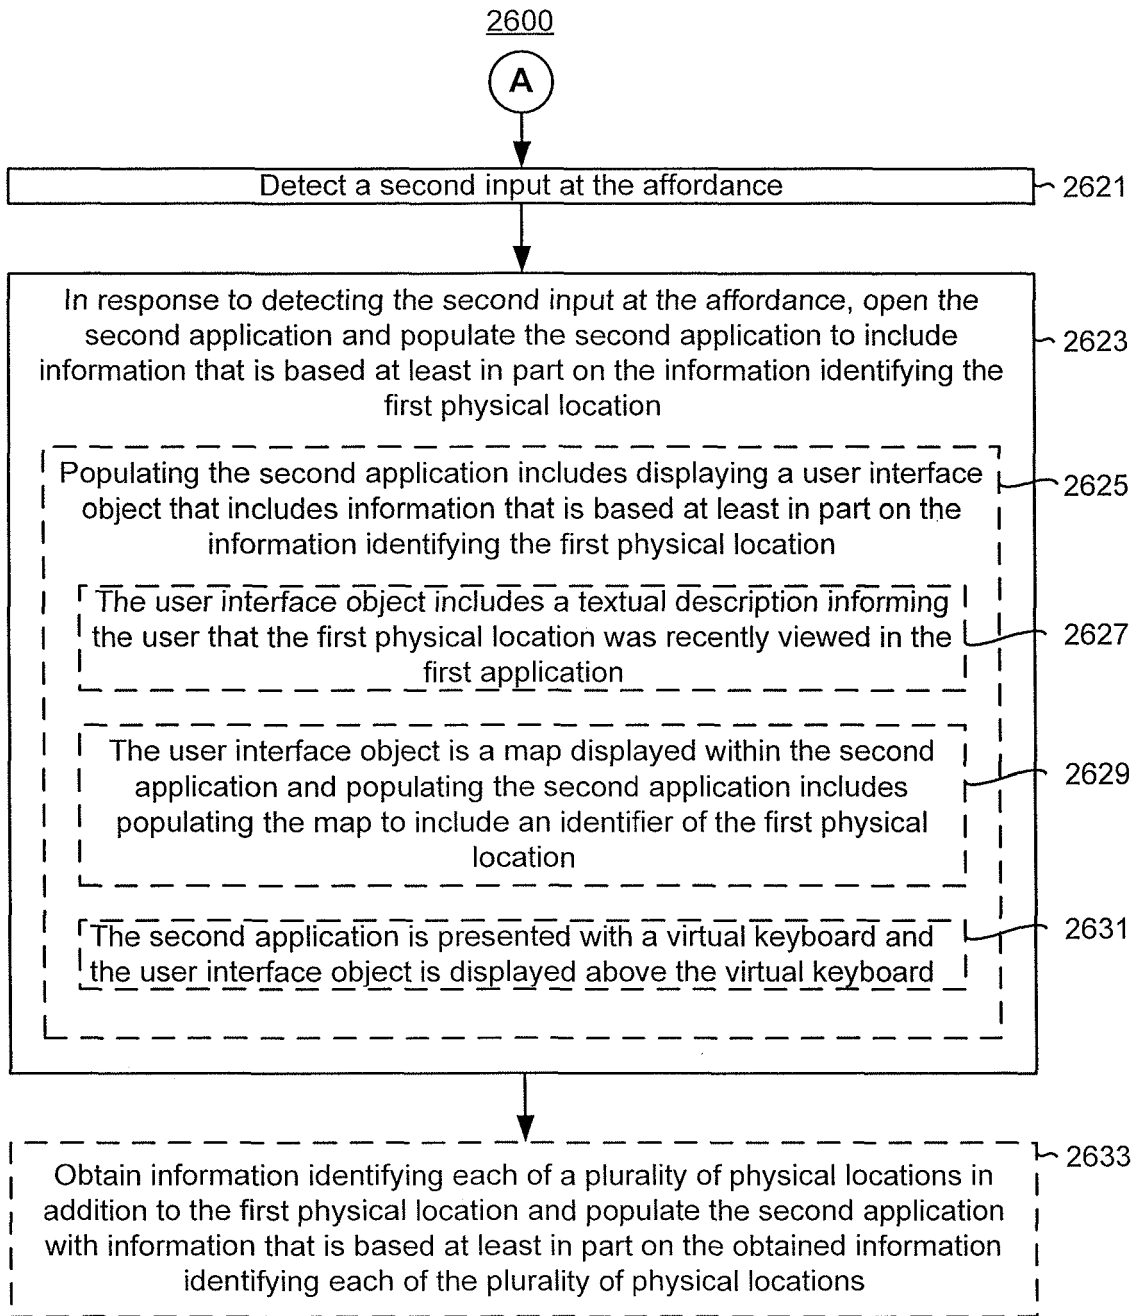 2600
A
Detect a second input at the affordance
2621
In response to detecting the second input at the affordance, open the
second application and populate the second application to include
information that is based at least in part on the information identifying the
first physical location
2623
Populating the second application includes displaying a user interface
object that includes information that is based at least in part on the
information identifying the first physical location
2625
The user interface object includes a textual description informing
the user that the first physical location was recently viewed in the
first application
2627
The user interface object is a map displayed within the second
application and populating the second application includes
populating the map to include an identifier of the first physical
location
2629
The second application is presented with a virtual keyboard and
the user interface object is displayed above the virtual keyboard
2631
Obtain information identifying each of a plurality of physical locations in
addition to the first physical location and populate the second application
with information that is based at least in part on the obtained information
identifying each of the plurality of physical locations
2633